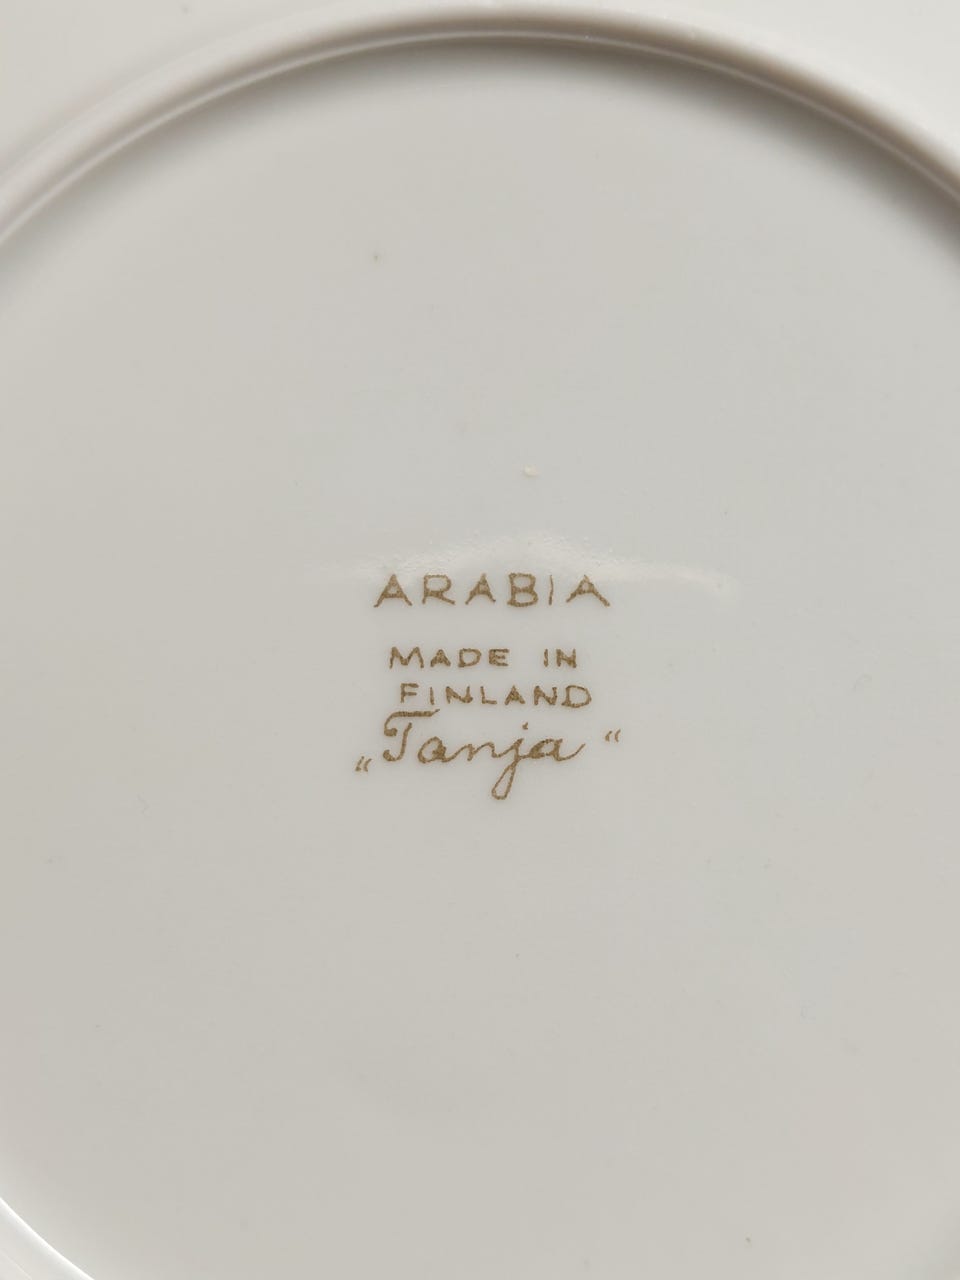 ARABIA
MADE IN
FINLAND
„Tanja“